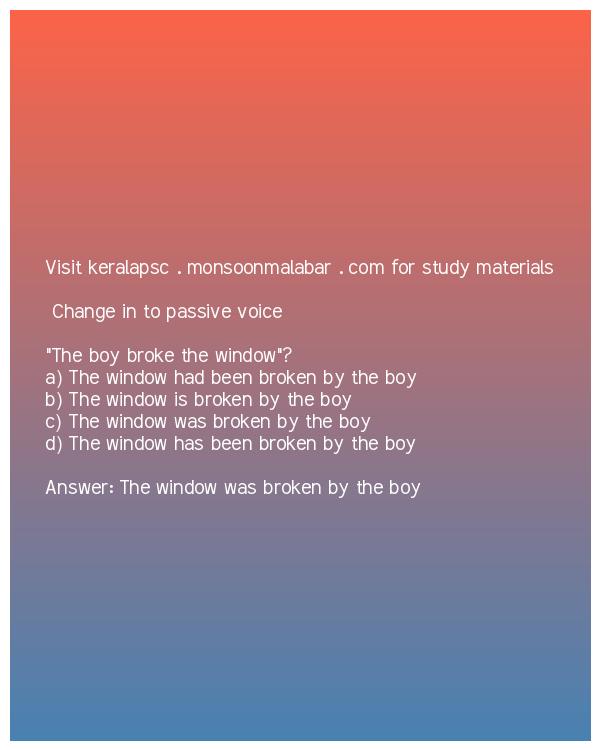 Visit keralapsc . monsoonmalabar . com for study materials
Change in to passive voice
"The boy broke the window"?
a) The window had been broken by the boy
b) The window is broken by the boy
c) The window was broken by the boy
d) The window has been broken by the boy
Answer: The window was broken by the boy